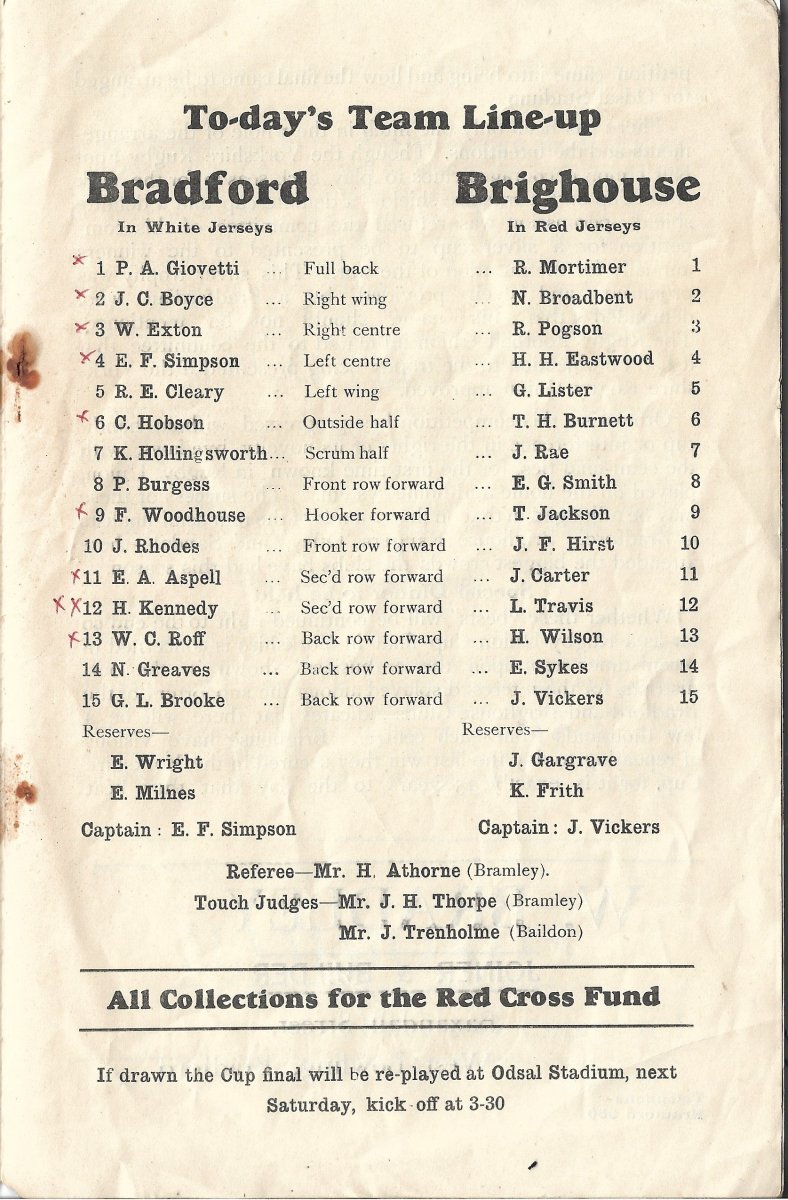 To-day's Team Line-up
Bradford Brighouse
In White Jerseys In Red Jerseys
1 P. A. Giovetti ... Full back ... R. Mortimer 1
2 J. C. Boyce ... Right wing ... N. Broadbent 2
3 W. Exton ... Right centre ... R. Pogson 3
4 E. F. Simpson ... Left centre ... H. H. Eastwood 4
5 R. E. Cleary ... Left wing ... G. Lister 5
6 C. Hobson ... Outside half ... T. H. Burnett 6
7 K. Hollingsworth... Scrum half ... J. Rae 7
8 P. Burgess ... Front row forward ... E. G. Smith 8
9 F. Woodhouse ... Hooker forward ... T. Jackson 9
10 J. Rhodes ... Front row forward ... J. F. Hirst 10
11 E. A. Aspell ... Sec'd row forward ... J. Carter 11
12 H. Kennedy ... Sec'd row forward ... L. Travis 12
13 W. C. Roff ... Back row forward ... H. Wilson 13
14 N. Greaves ... Back row forward ... E. Sykes 14
15 G. L. Brooke ... Back row forward ... J. Vickers 15
Reserves— Reserves—
E. Wright J. Gargrave
E. Milnes K. Frith
Captain : E. F. Simpson Captain : J. Vickers
Referee—Mr. H. Athorne (Bramley).
Touch Judges—Mr. J. H. Thorpe (Bramley)
Mr. J. Trenholme (Baildon)
All Collections for the Red Cross Fund
If drawn the Cup final will be re-played at Odsal Stadium, next
Saturday, kick-off at 3-30